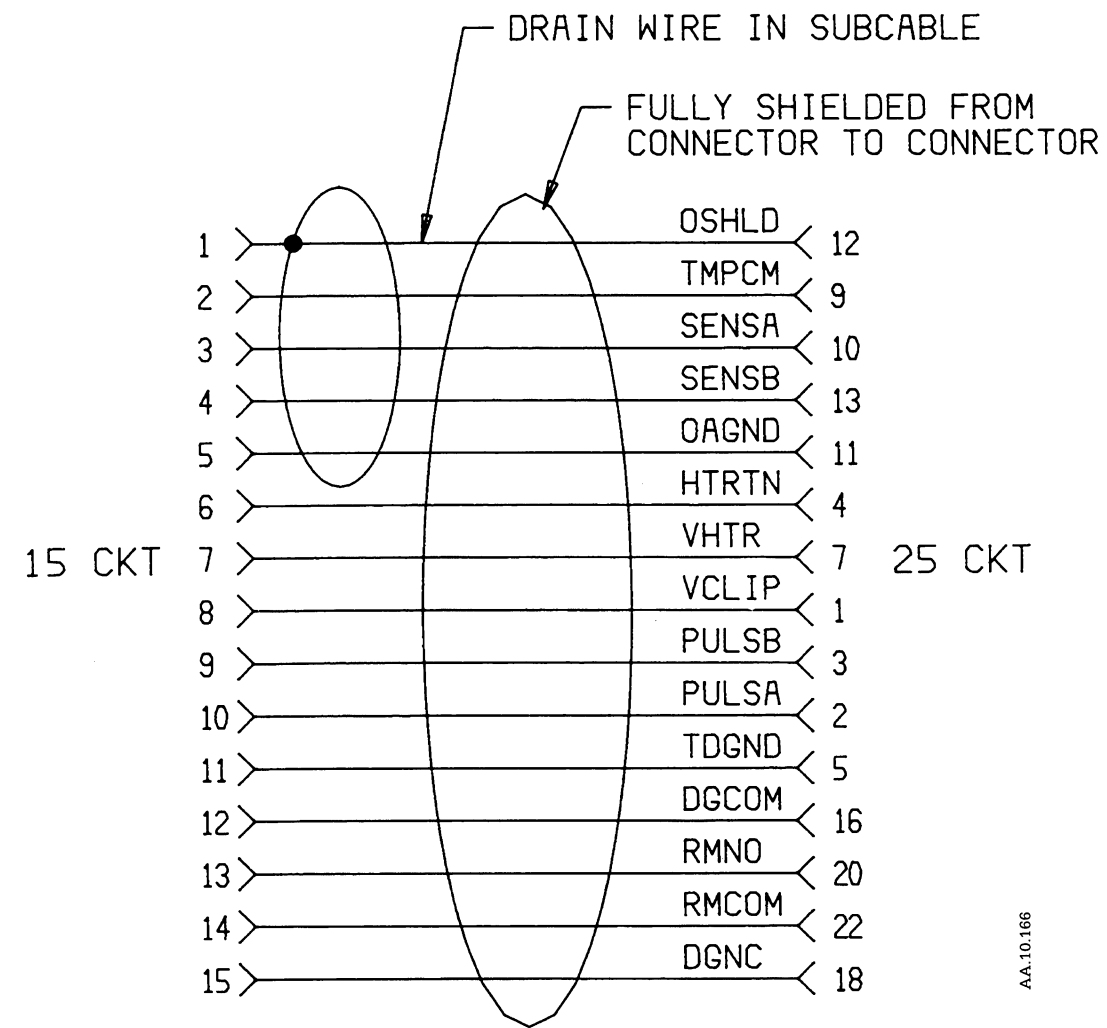 DRAIN WIRE IN SUBCABLE
FULLY SHIELDED FROM
CONNECTOR TO CONNECTOR
1 OSHLD 12
2 TMPCM 9
3 SENSA 10
4 SENSB 13
5 OAGND 11
6 HTRTN 4
15 CKT 7 VHTR 7 25 CKT
8 VCLIP 1
9 PULSB 3
10 PULSA 2
11 TDGND 5
12 DGCOM 16
13 RMNO 20
14 RMCOM 22
15 DGNC 18
AA.10.166